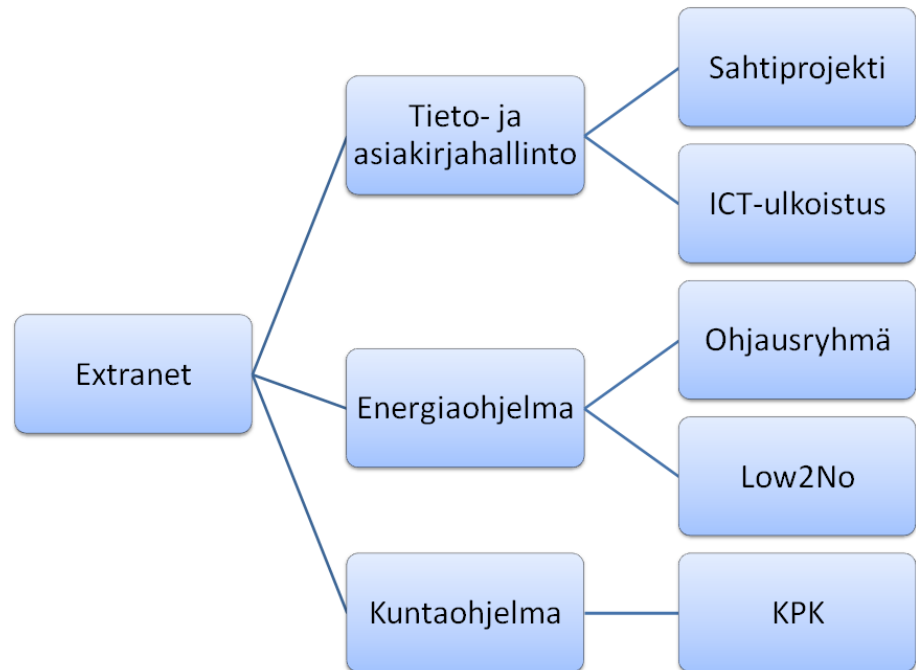 Extranet
Tieto- ja
asiakirjahallinto
Sahtiprojekti
ICT-ulkoistus
Energiaohjelma
Ohjausryhmä
Low2No
Kuntaohjelma
KPK